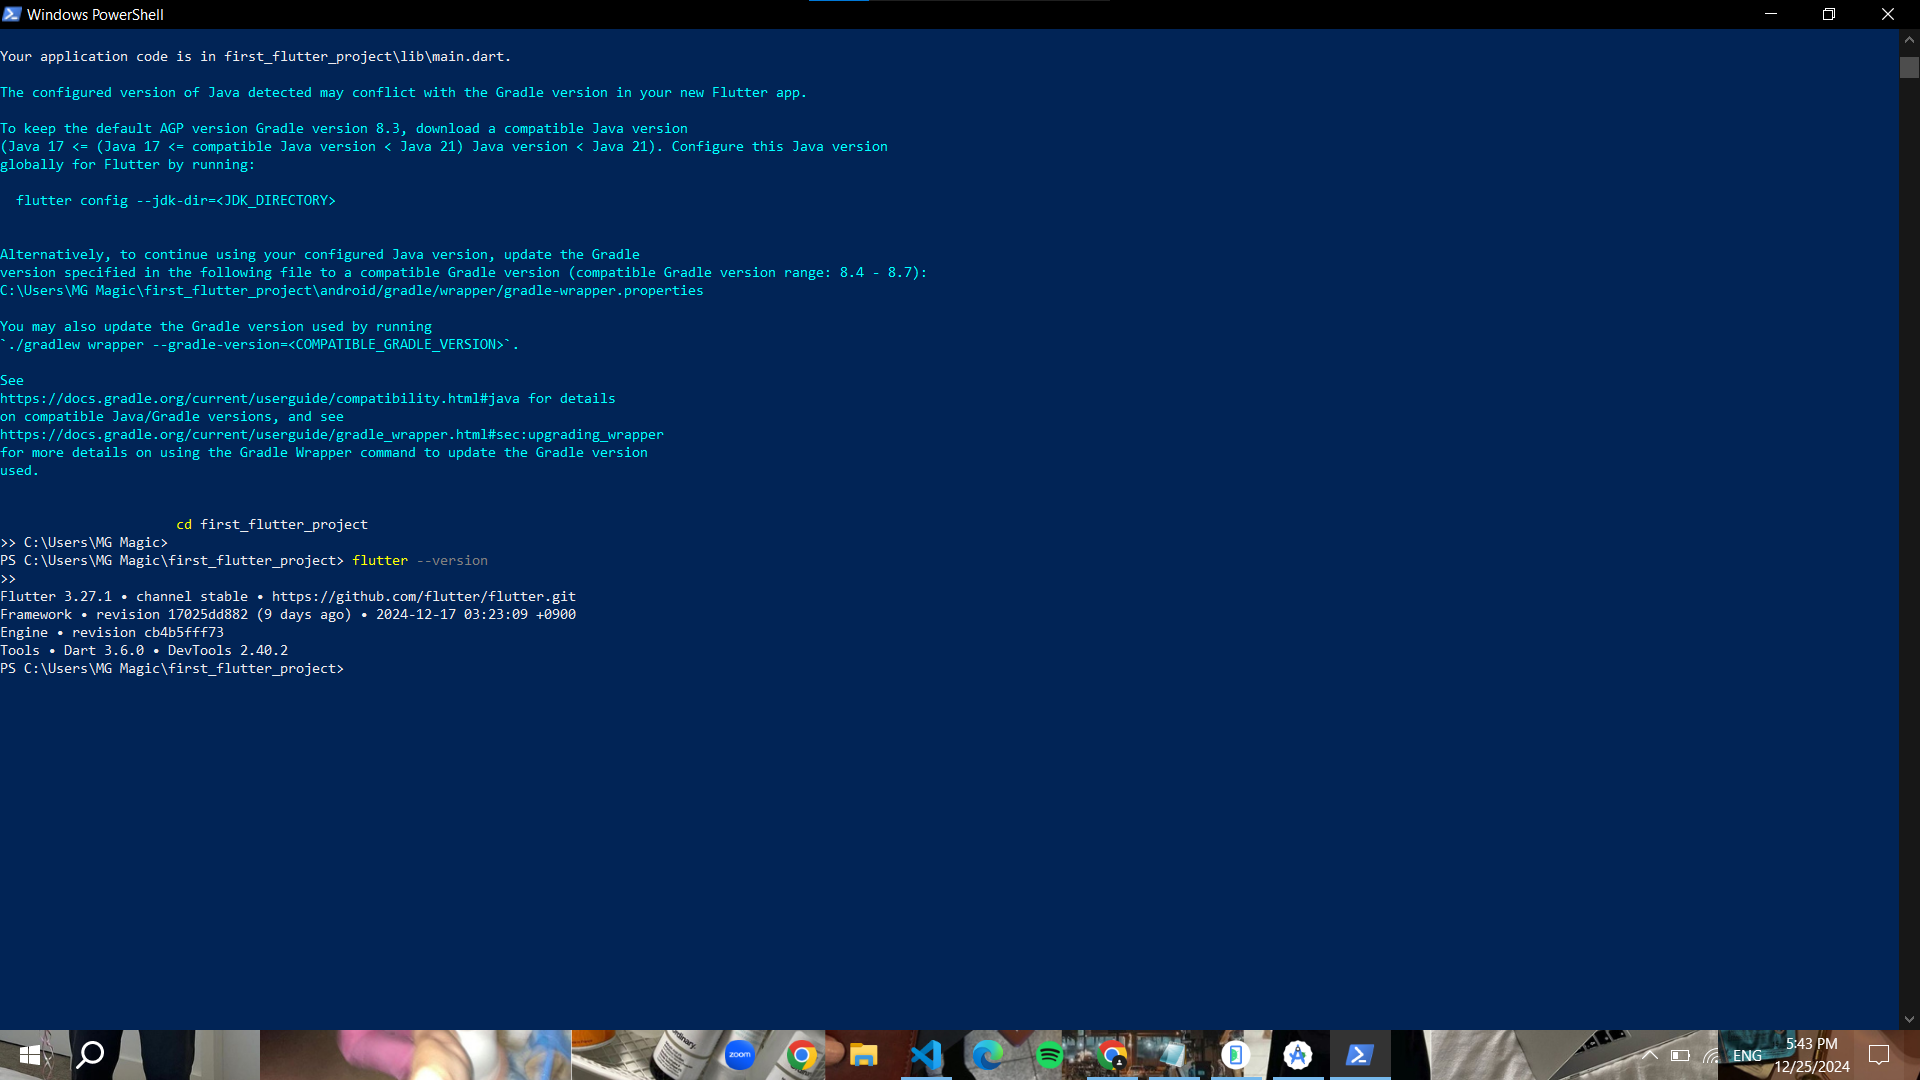 Windows PowerShell
Your application code is in first_flutter_project\lib\main.dart.
The configured version of Java detected may conflict with the Gradle version in your new Flutter app.
To keep the default AGP version Gradle version 8.3, download a compatible Java version
(Java 17 <= (Java 17 <= compatible Java version < Java 21) Java version < Java 21). Configure this Java version
globally for Flutter by running:
flutter config --jdk-dir=<JDK_DIRECTORY>
Alternatively, to continue using your configured Java version, update the Gradle
version specified in the following file to a compatible Gradle version (compatible Gradle version range: 8.4 - 8.7):
C:\Users\MG Magic\first_flutter_project\android/gradle/wrapper/gradle-wrapper.properties
You may also update the Gradle version used by running
`./gradlew wrapper --gradle-version=<COMPATIBLE_GRADLE_VERSION>`.
See
https://docs.gradle.org/current/userguide/compatibility.html#java for details
on compatible Java/Gradle versions, and see
https://docs.gradle.org/current/userguide/gradle_wrapper.html#sec:upgrading_wrapper
for more details on using the Gradle Wrapper command to update the Gradle version
used.
cd first_flutter_project
>> C:\Users\MG Magic>
PS C:\Users\MG Magic\first_flutter_project> flutter --version
>>
Flutter 3.27.1 • channel stable • https://github.com/flutter/flutter.git
Framework • revision 17025dd882 (9 days ago) • 2024-12-17 03:23:09 +0900
Engine • revision cb4b5fff73
Tools • Dart 3.6.0 • DevTools 2.40.2
PS C:\Users\MG Magic\first_flutter_project>
zoom
ENG
5:43 PM
12/25/2024